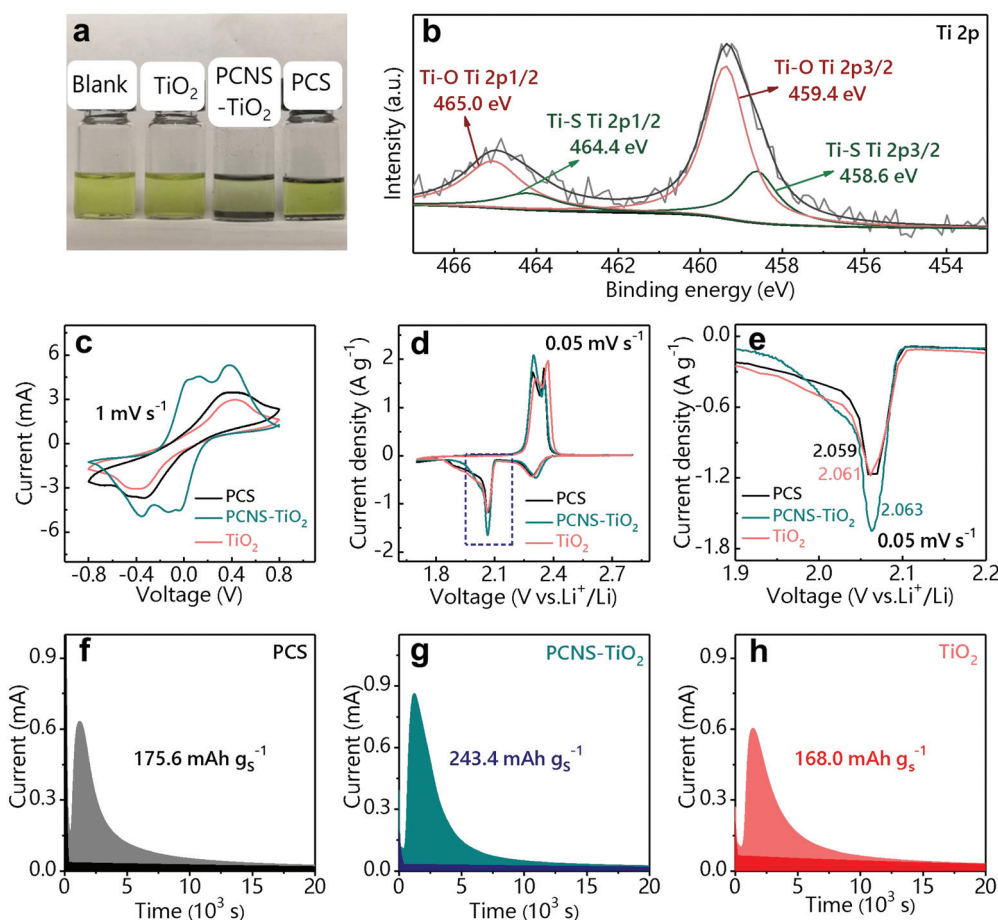 a
Blank
TiO₂
PCNS
-TiO₂
PCS
b
Ti 2p
Ti-O Ti 2p1/2
465.0 eV
Ti-S Ti 2p1/2
464.4 eV
Ti-O Ti 2p3/2
459.4 eV
Ti-S Ti 2p3/2
458.6 eV
Intensity (a.u.)
466 464 462 460 458 456 454
Binding energy (eV)
c
1 mV s⁻¹
PCS
PCNS-TiO₂
TiO₂
Current (mA)
6
3
0
-3
-6
-0.8 -0.4 0.0 0.4 0.8
Voltage (V)
d
0.05 mV s⁻¹
PCS
PCNS-TiO₂
TiO₂
Current density (A g⁻¹)
2
1
0
-1
-2
1.8 2.1 2.4 2.7
Voltage (V vs.Li⁺/Li)
e
2.059
2.061
2.063
PCS
PCNS-TiO₂
TiO₂
0.05 mV s⁻¹
Current density (A g⁻¹)
0.0
-0.6
-1.2
-1.8
1.9 2.0 2.1 2.2
Voltage (V vs.Li⁺/Li)
f
PCS
175.6 mAh gₛ⁻¹
Current (mA)
0.9
0.6
0.3
0.0
0 5 10 15 20
Time (10³ s)
g
PCNS-TiO₂
243.4 mAh gₛ⁻¹
Current (mA)
0.9
0.6
0.3
0.0
0 5 10 15 20
Time (10³ s)
h
TiO₂
168.0 mAh gₛ⁻¹
Current (mA)
0.9
0.6
0.3
0.0
0 5 10 15 20
Time (10³ s)